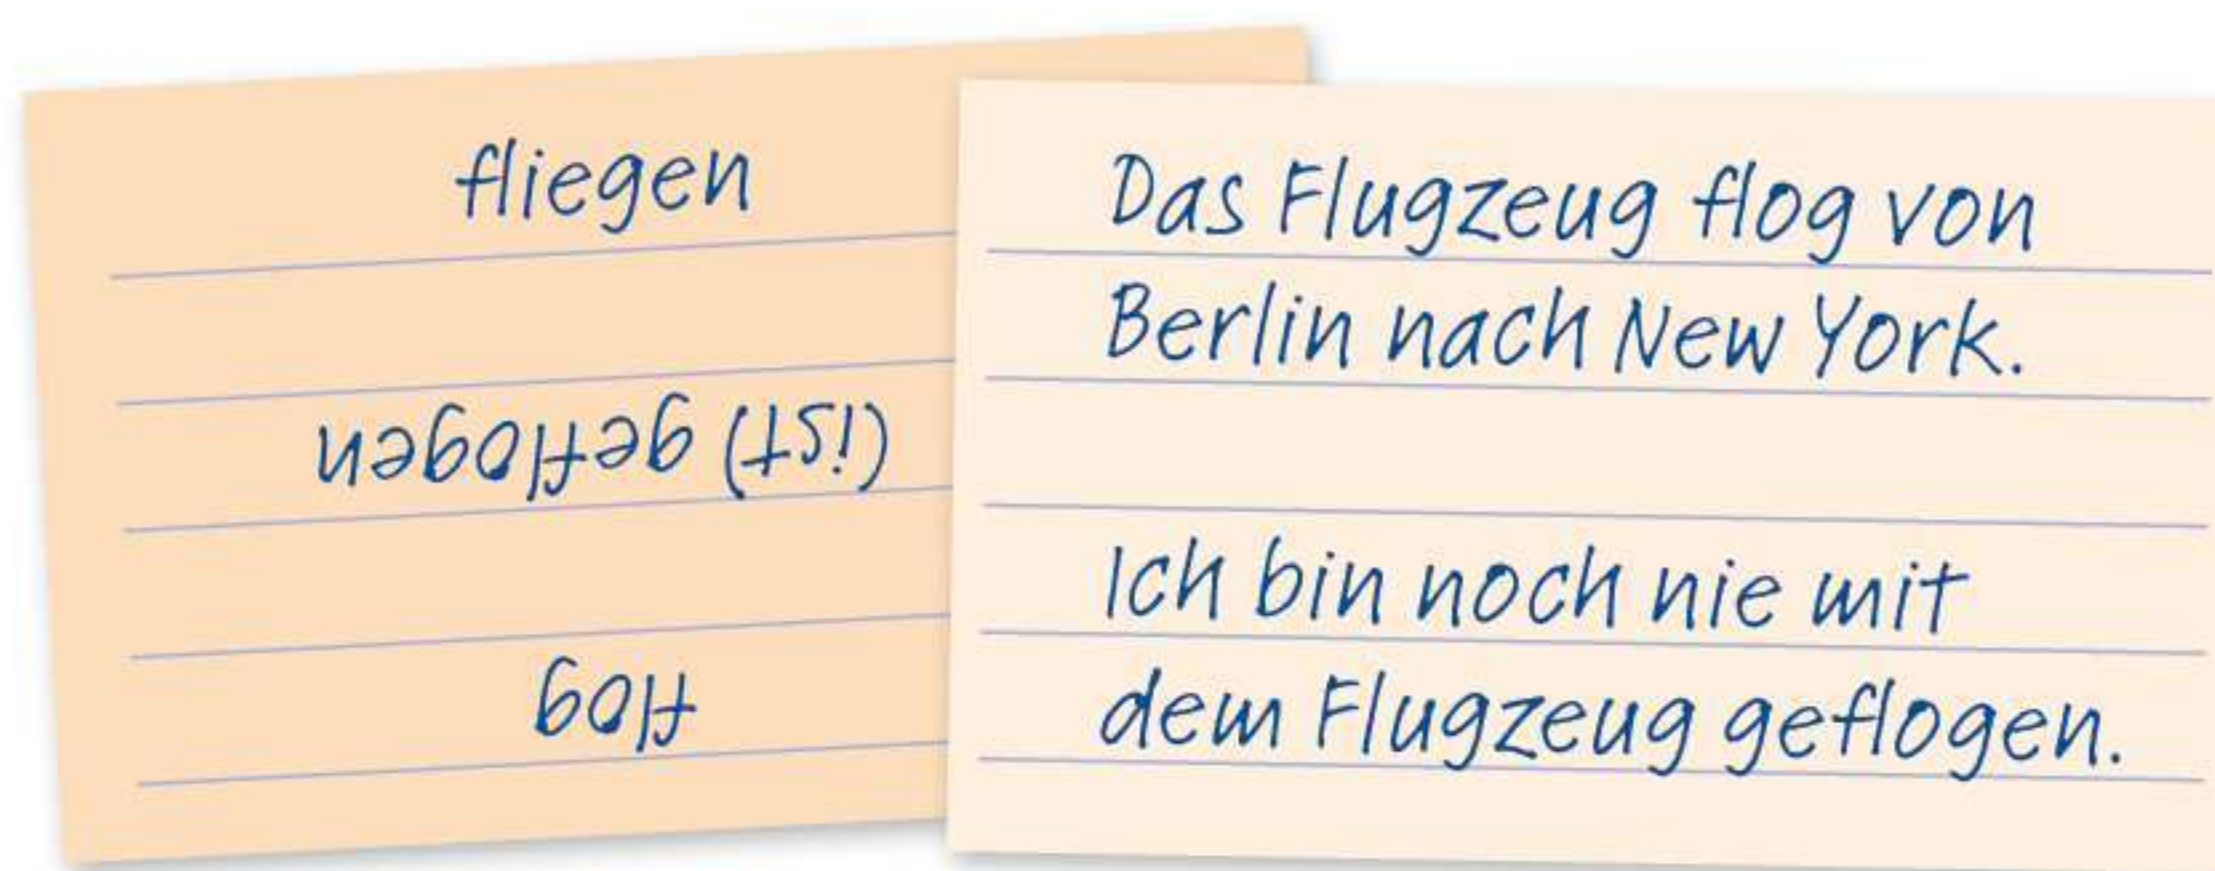 fliegen
(ist) geflogen
flog
Das Flugzeug flog von
Berlin nach New York.
Ich bin noch nie mit
dem Flugzeug geflogen.